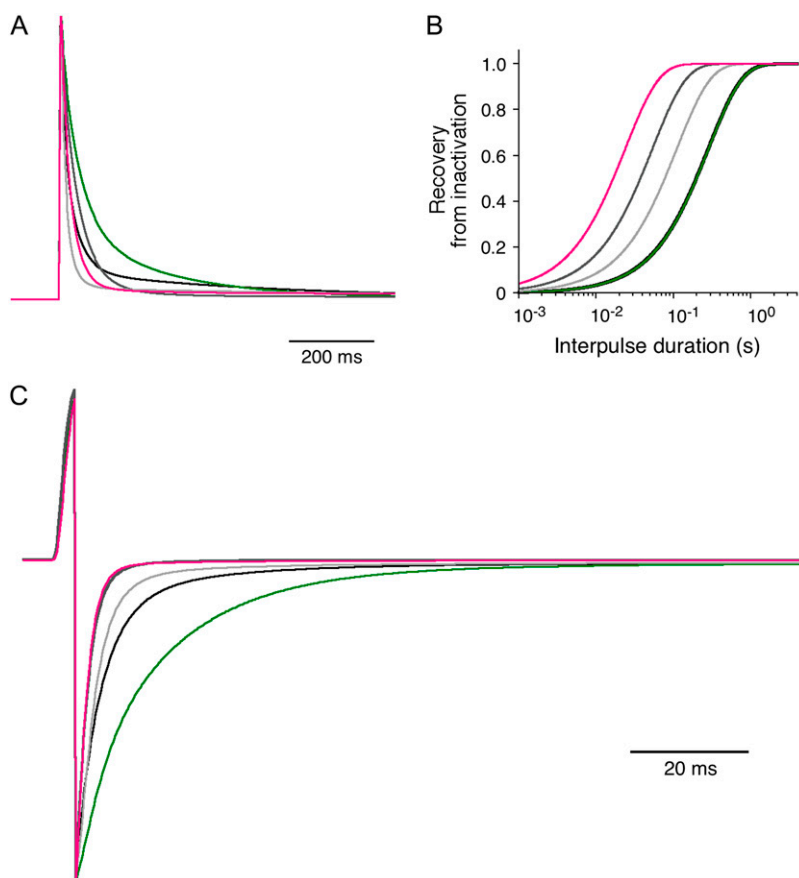 A
200 ms
B
Recovery
from inactivation
1.0
0.8
0.6
0.4
0.2
0
10-3
10-2
10-1
100
Interpulse duration (s)
C
20 ms